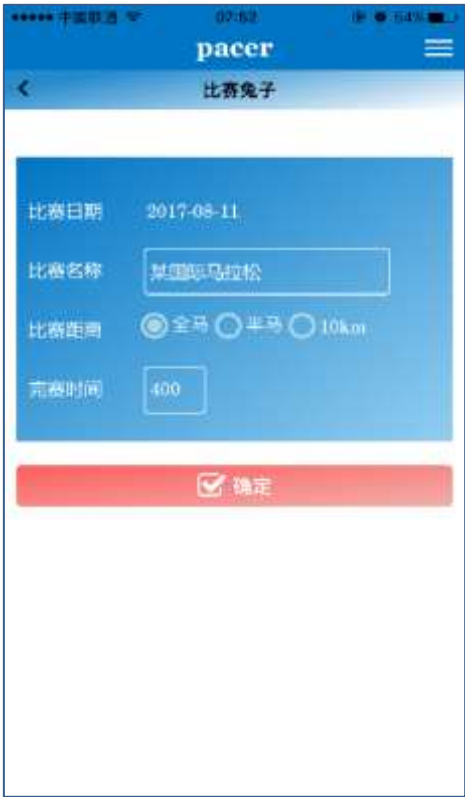 中国联通 07:52 54%
pacer
比赛兔子
比赛日期 2017-08-11
比赛名称 某国际马拉松
比赛距离 全马 半马 10km
完赛时间 400
确定